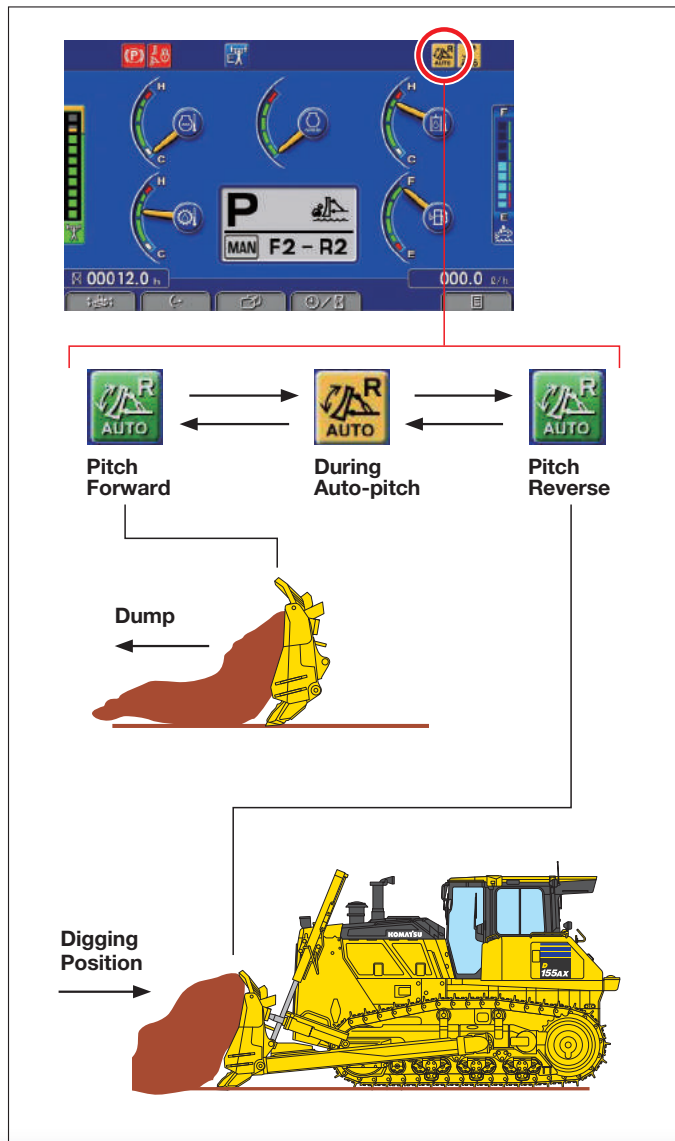 (P)
R
AUTO
H
C
H
C
H
C
F
E
F
E
P
MAN F2 – R2
00012.0 h
000.0 ℓ/h
R
AUTO
R
AUTO
R
AUTO
Pitch
Forward
During
Auto-pitch
Pitch
Reverse
Dump
Digging
Position
KOMATSU
D
155AX